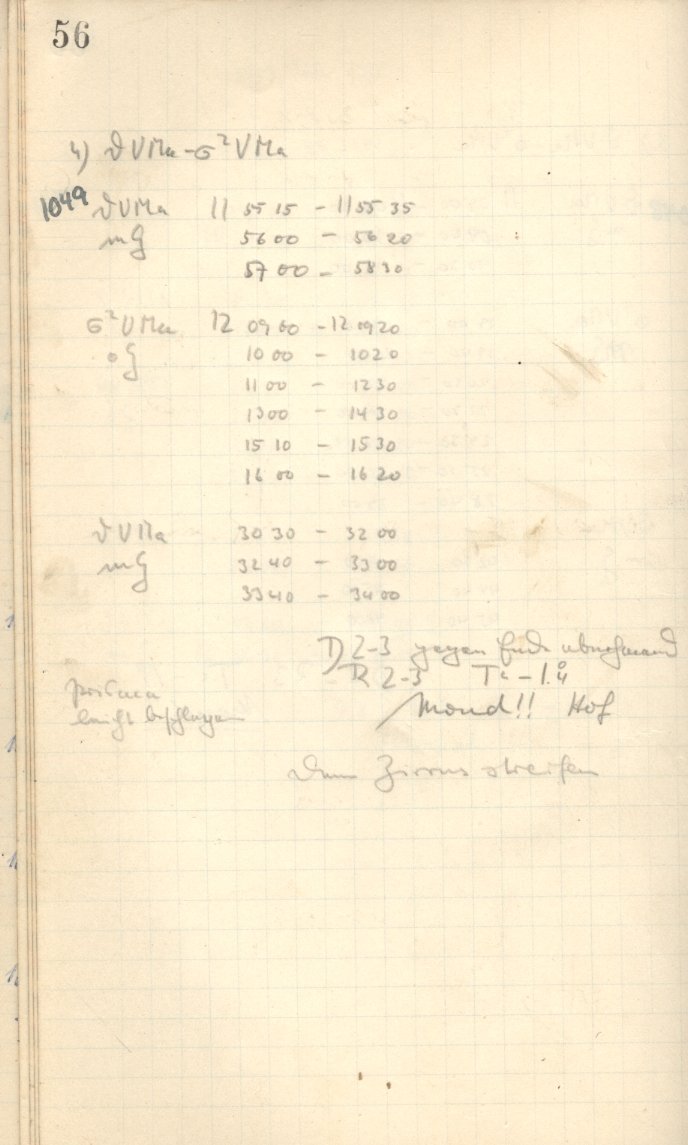 56
4) ϑ UMa - σ² UMa
1049 ϑ UMa 11 55 15 - 11 55 35
mG 56 00 - 56 20
57 00 - 58 30
σ² UMa 12 09 00 - 12 09 20
oG 10 00 - 10 20
11 00 - 12 30
13 00 - 14 30
15 10 - 15 30
16 00 - 16 20
ϑ UMa 30 30 - 32 00
mG 32 40 - 33 00
33 40 - 34 00
D 2-3 gegen Ende abnehmend
R 2-3 T = -1.°4
Prisma
leicht beschlagen
Mond!! Hof
Zirrus streifen